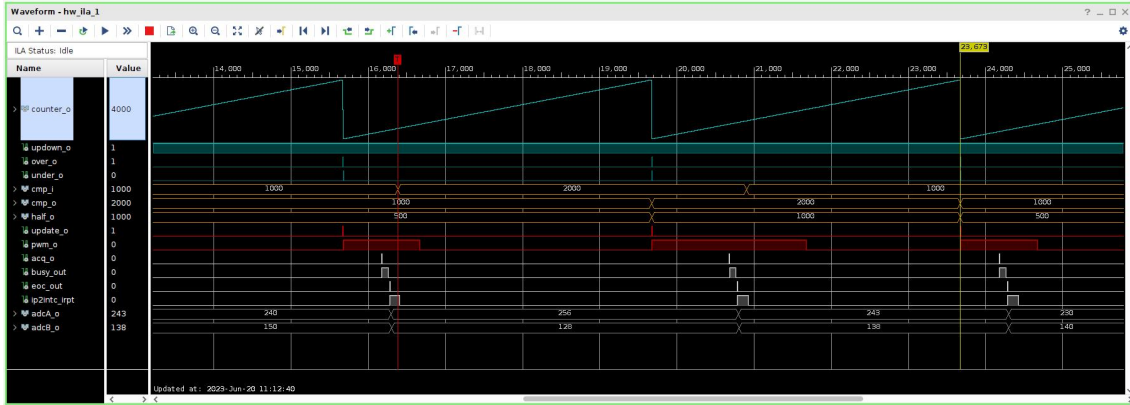 Waveform - hw_ila_1
ILA Status: Idle
23,673
Name Value
14,000 15,000 16,000 17,000 18,000 19,000 20,000 21,000 22,000 23,000 24,000 25,000
counter_o 4000
updown_o 1
over_o 1
under_o 0
cmp_i 1000 1000 2000 1000
cmp_o 2000 1000 2000 1000
half_o 1000 500 1000 500
update_o 1
pwm_o 0
acq_o 0
busy_out 0
eoc_out 0
ip2intc_irpt 0
adcA_o 243 240 256 243 230
adcB_o 138 150 128 138 140
Updated at: 2023-Jun-20 11:12:40